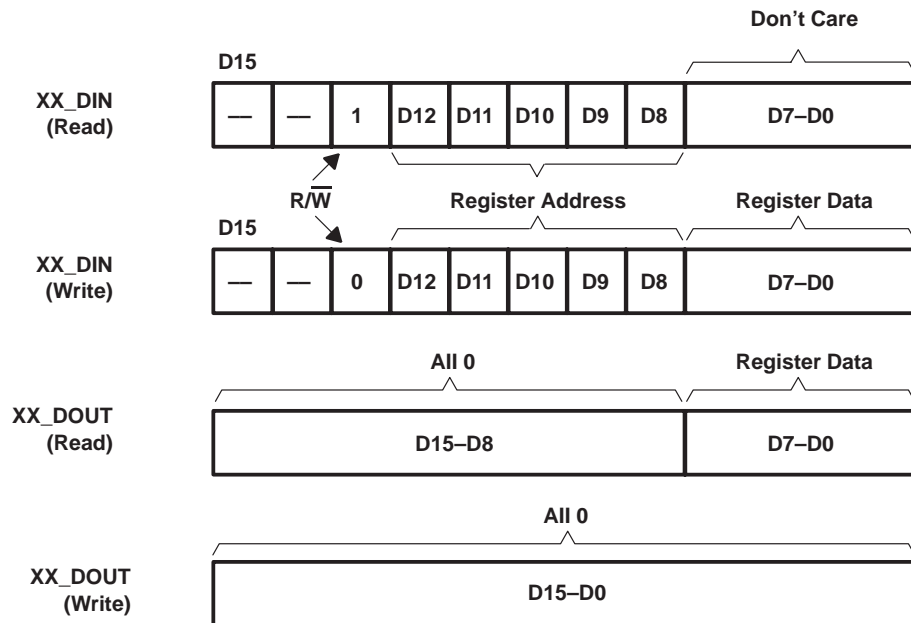 Don't Care
D15
XX_DIN
(Read)
–– –– 1 D12 D11 D10 D9 D8 D7–D0
R/W̅ Register Address Register Data
D15
XX_DIN
(Write)
–– –– 0 D12 D11 D10 D9 D8 D7–D0
All 0 Register Data
XX_DOUT
(Read)
D15–D8 D7–D0
All 0
XX_DOUT
(Write)
D15–D0